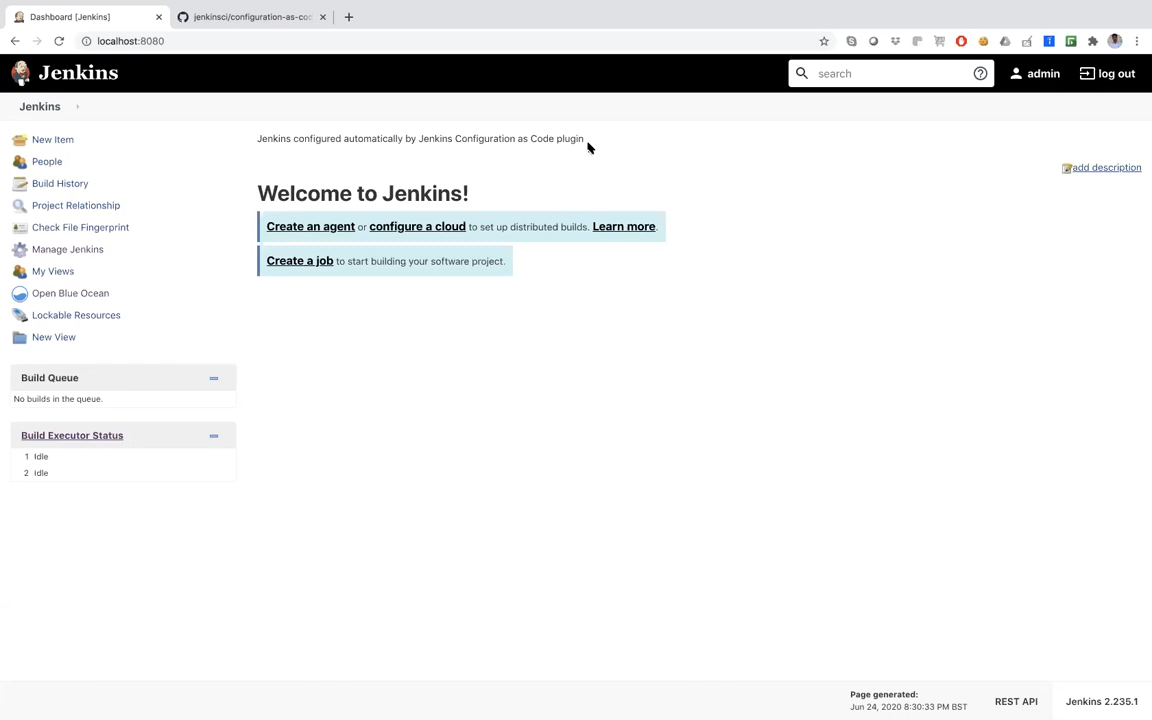 Dashboard [Jenkins]
jenkinsci/configuration-as-co
localhost:8080
Jenkins
search
admin
log out
Jenkins
New Item
People
Build History
Project Relationship
Check File Fingerprint
Manage Jenkins
My Views
Open Blue Ocean
Lockable Resources
New View
Build Queue
No builds in the queue.
Build Executor Status
1 Idle
2 Idle
Jenkins configured automatically by Jenkins Configuration as Code plugin
add description
Welcome to Jenkins!
Create an agent or configure a cloud to set up distributed builds. Learn more.
Create a job to start building your software project.
Page generated:
Jun 24, 2020 8:30:33 PM BST
REST API
Jenkins 2.235.1